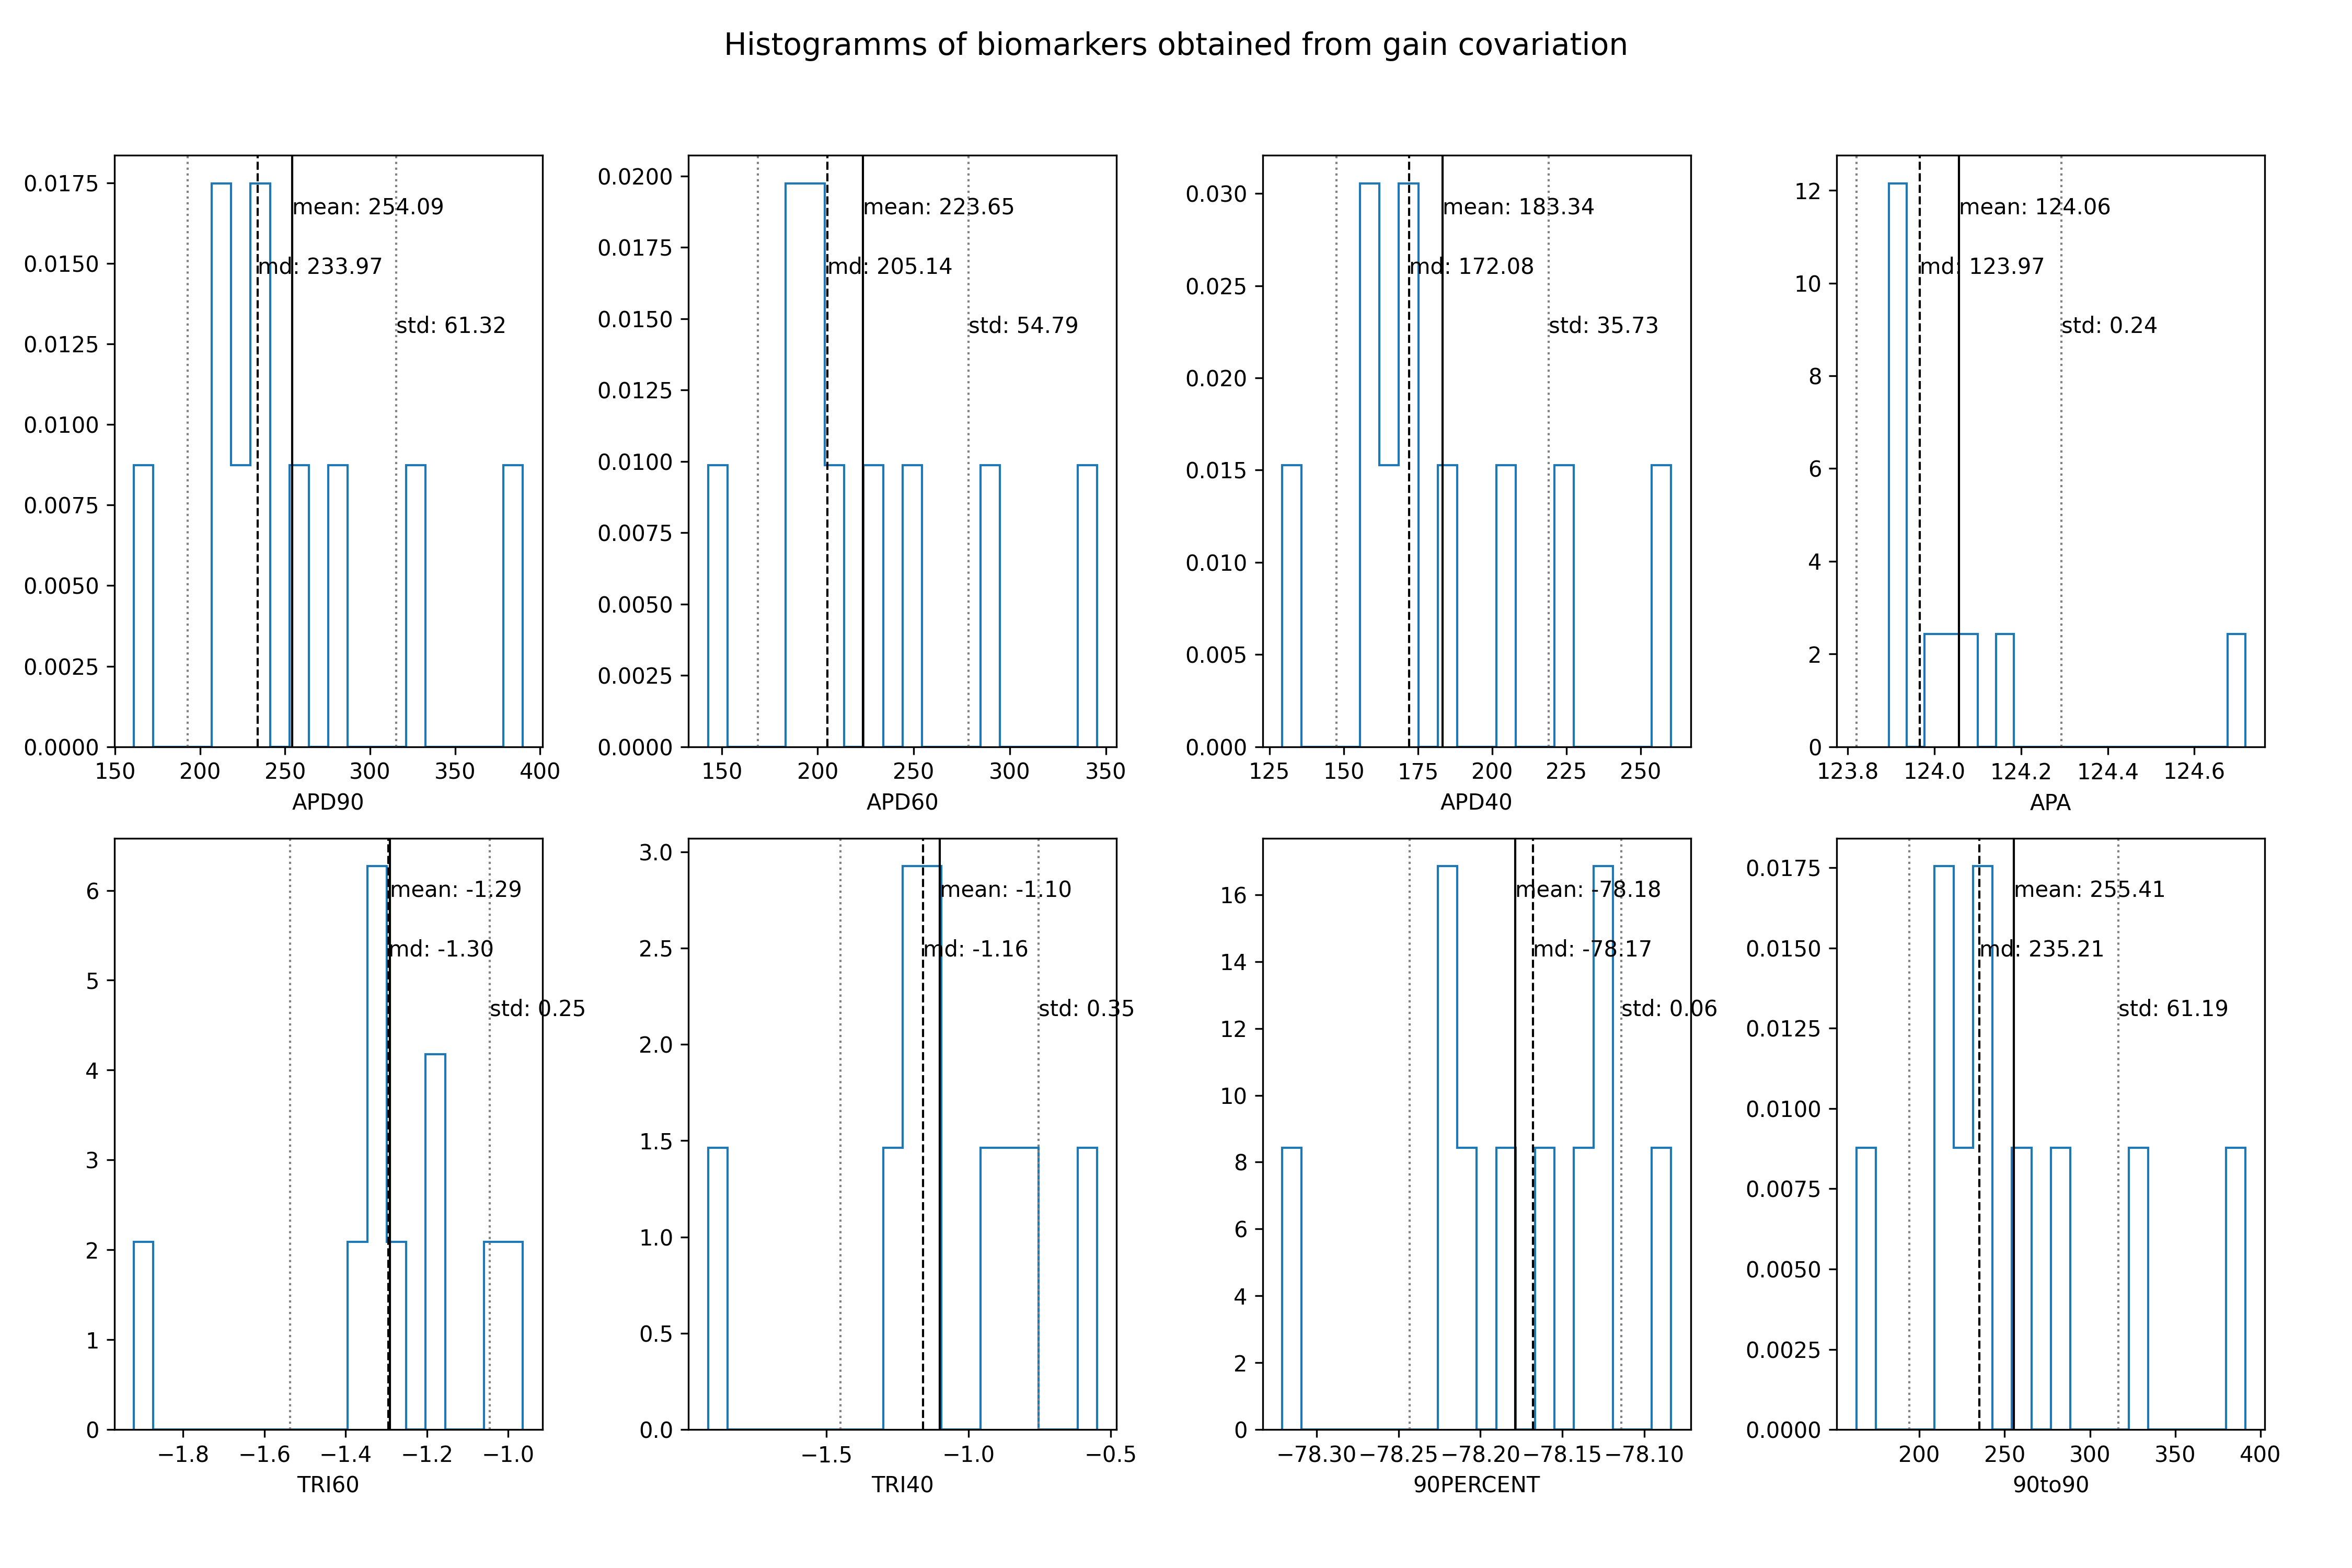 Histogramms of biomarkers obtained from gain covariation
0.0175
0.0150
0.0125
0.0100
0.0075
0.0050
0.0025
0.0000
mean: 254.09
md: 233.97
std: 61.32
150 200 250 300 350 400
APD90
0.0200
0.0175
0.0150
0.0125
0.0100
0.0075
0.0050
0.0025
0.0000
mean: 223.65
md: 205.14
std: 54.79
150 200 250 300 350
APD60
0.030
0.025
0.020
0.015
0.010
0.005
0.000
mean: 183.34
md: 172.08
std: 35.73
125 150 175 200 225 250
APD40
12
10
8
6
4
2
0
mean: 124.06
md: 123.97
std: 0.24
123.8 124.0 124.2 124.4 124.6
APA
6
5
4
3
2
1
0
mean: -1.29
md: -1.30
std: 0.25
−1.8 −1.6 −1.4 −1.2 −1.0
TRI60
3.0
2.5
2.0
1.5
1.0
0.5
0.0
mean: -1.10
md: -1.16
std: 0.35
−1.5 −1.0 −0.5
TRI40
16
14
12
10
8
6
4
2
0
mean: -78.18
md: -78.17
std: 0.06
−78.30 −78.25 −78.20 −78.15 −78.10
90PERCENT
0.0175
0.0150
0.0125
0.0100
0.0075
0.0050
0.0025
0.0000
mean: 255.41
md: 235.21
std: 61.19
200 250 300 350 400
90to90